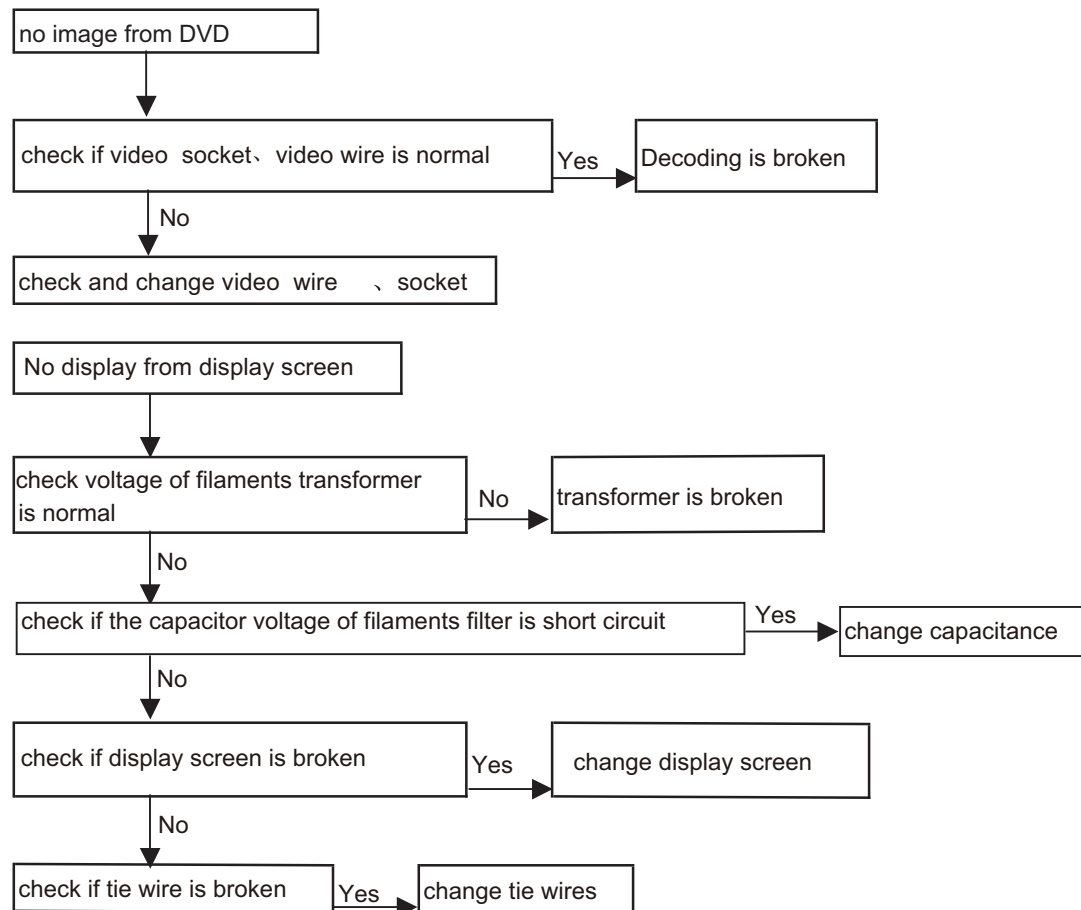 no image from DVD
check if video socket、video wire is normal
Yes
Decoding is broken
No
check and change video wire 、socket
No display from display screen
check voltage of filaments transformer
is normal
No
transformer is broken
No
check if the capacitor voltage of filaments filter is short circuit
Yes
change capacitance
No
check if display screen is broken
Yes
change display screen
No
check if tie wire is broken
Yes
change tie wires